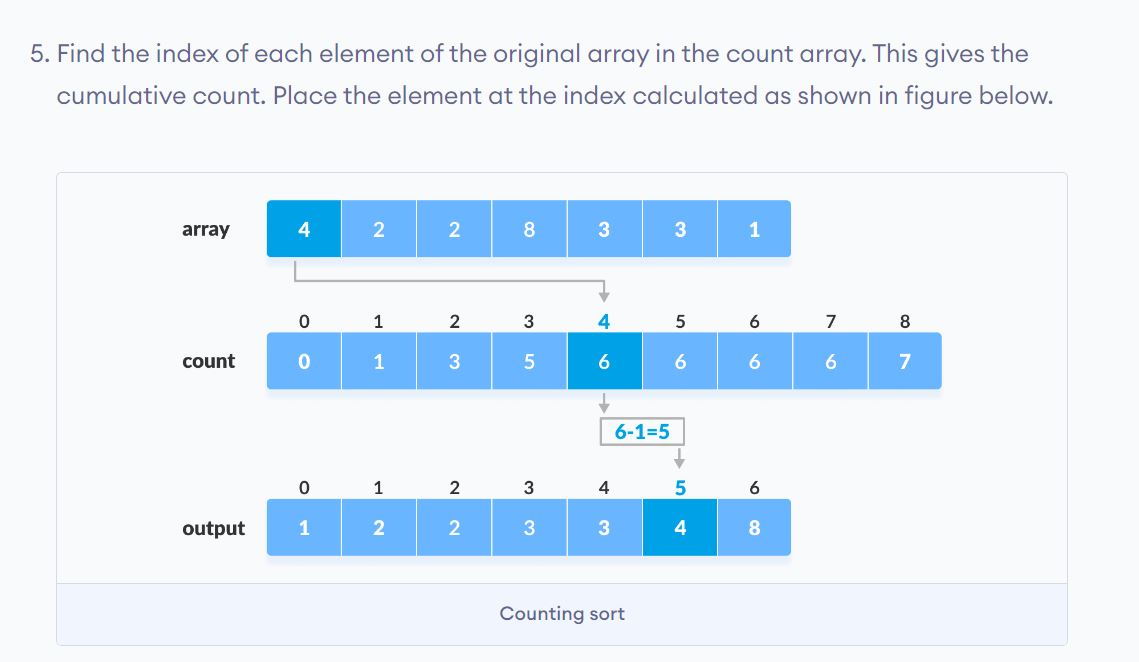 5. Find the index of each element of the original array in the count array. This gives the
cumulative count. Place the element at the index calculated as shown in figure below.
array 4 2 2 8 3 3 1
0 1 2 3 4 5 6 7 8
count 0 1 3 5 6 6 6 6 7
6-1=5
0 1 2 3 4 5 6
output 1 2 2 3 3 4 8
Counting sort